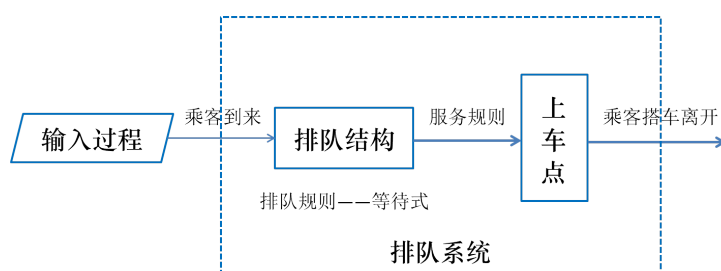 乘客到来
服务规则
乘客搭车离开
输入过程
排队结构
上
车
点
排队规则——等待式
排队系统